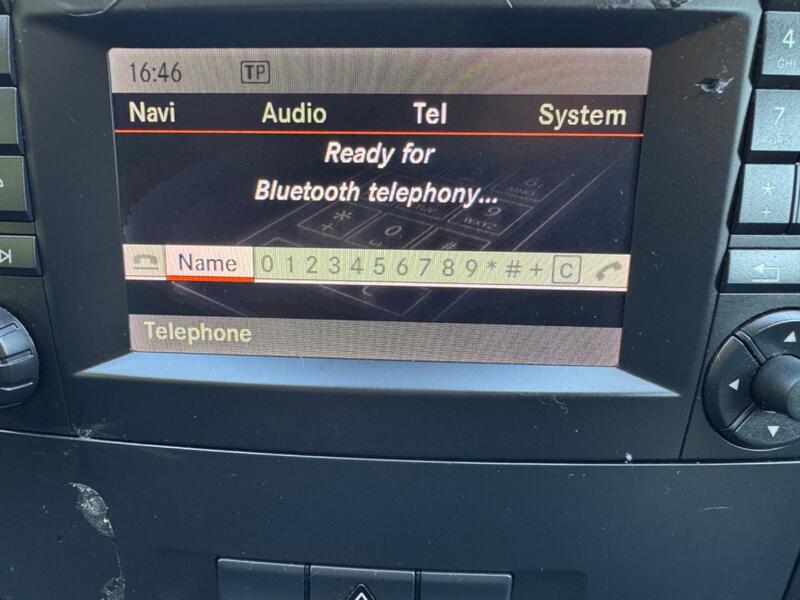 16:46 TP
Navi Audio Tel System
Ready for
Bluetooth telephony...
Name 0 1 2 3 4 5 6 7 8 9 * # + C
Telephone
4
GHI
7
*
+